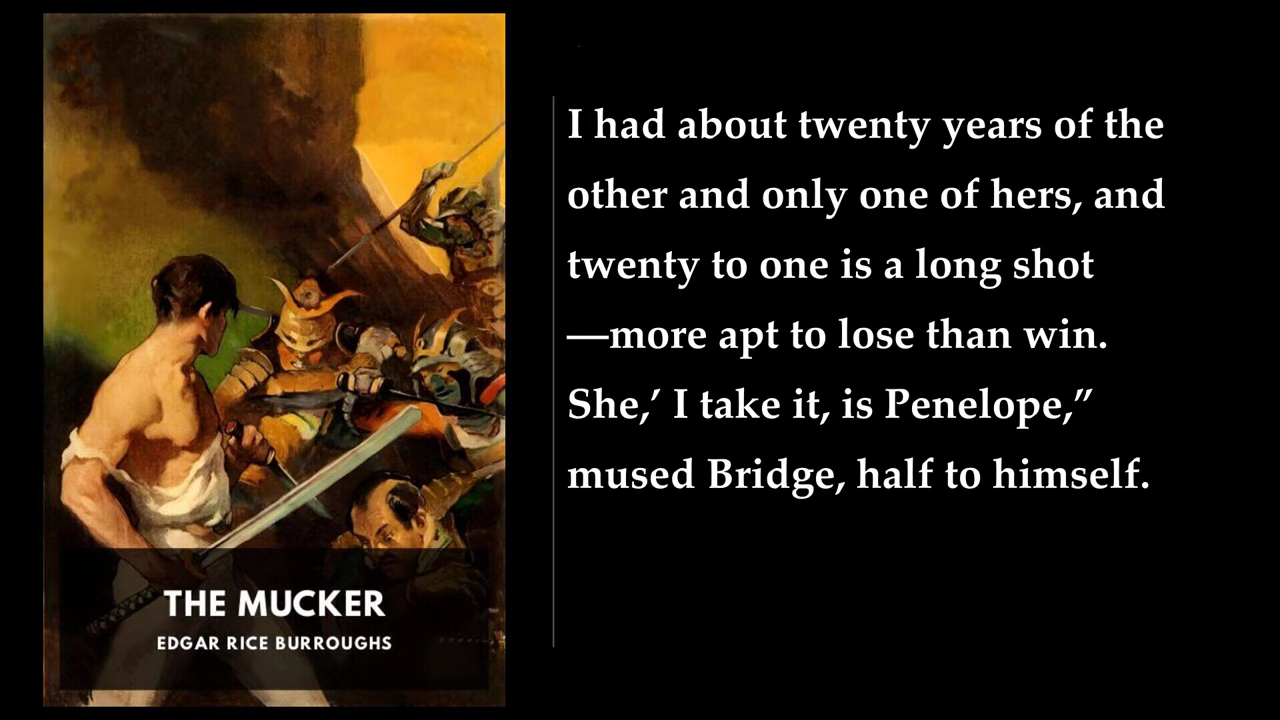 I had about twenty years of the
other and only one of hers, and
twenty to one is a long shot
—more apt to lose than win.
She,’ I take it, is Penelope,”
mused Bridge, half to himself.
THE MUCKER
EDGAR RICE BURROUGHS